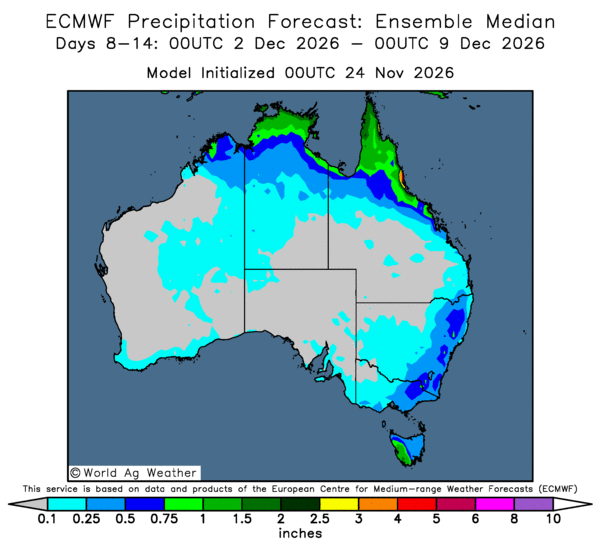 ECMWF Precipitation Forecast: Ensemble Median
Days 8–14: 00UTC 2 Dec 2026 – 00UTC 9 Dec 2026
Model Initialized 00UTC 24 Nov 2026
© World Ag Weather
This service is based on data and products of the European Centre for Medium-range Weather Forecasts (ECMWF)
0.1 0.25 0.5 0.75 1 1.5 2 2.5 3 4 5 6 8 10
inches